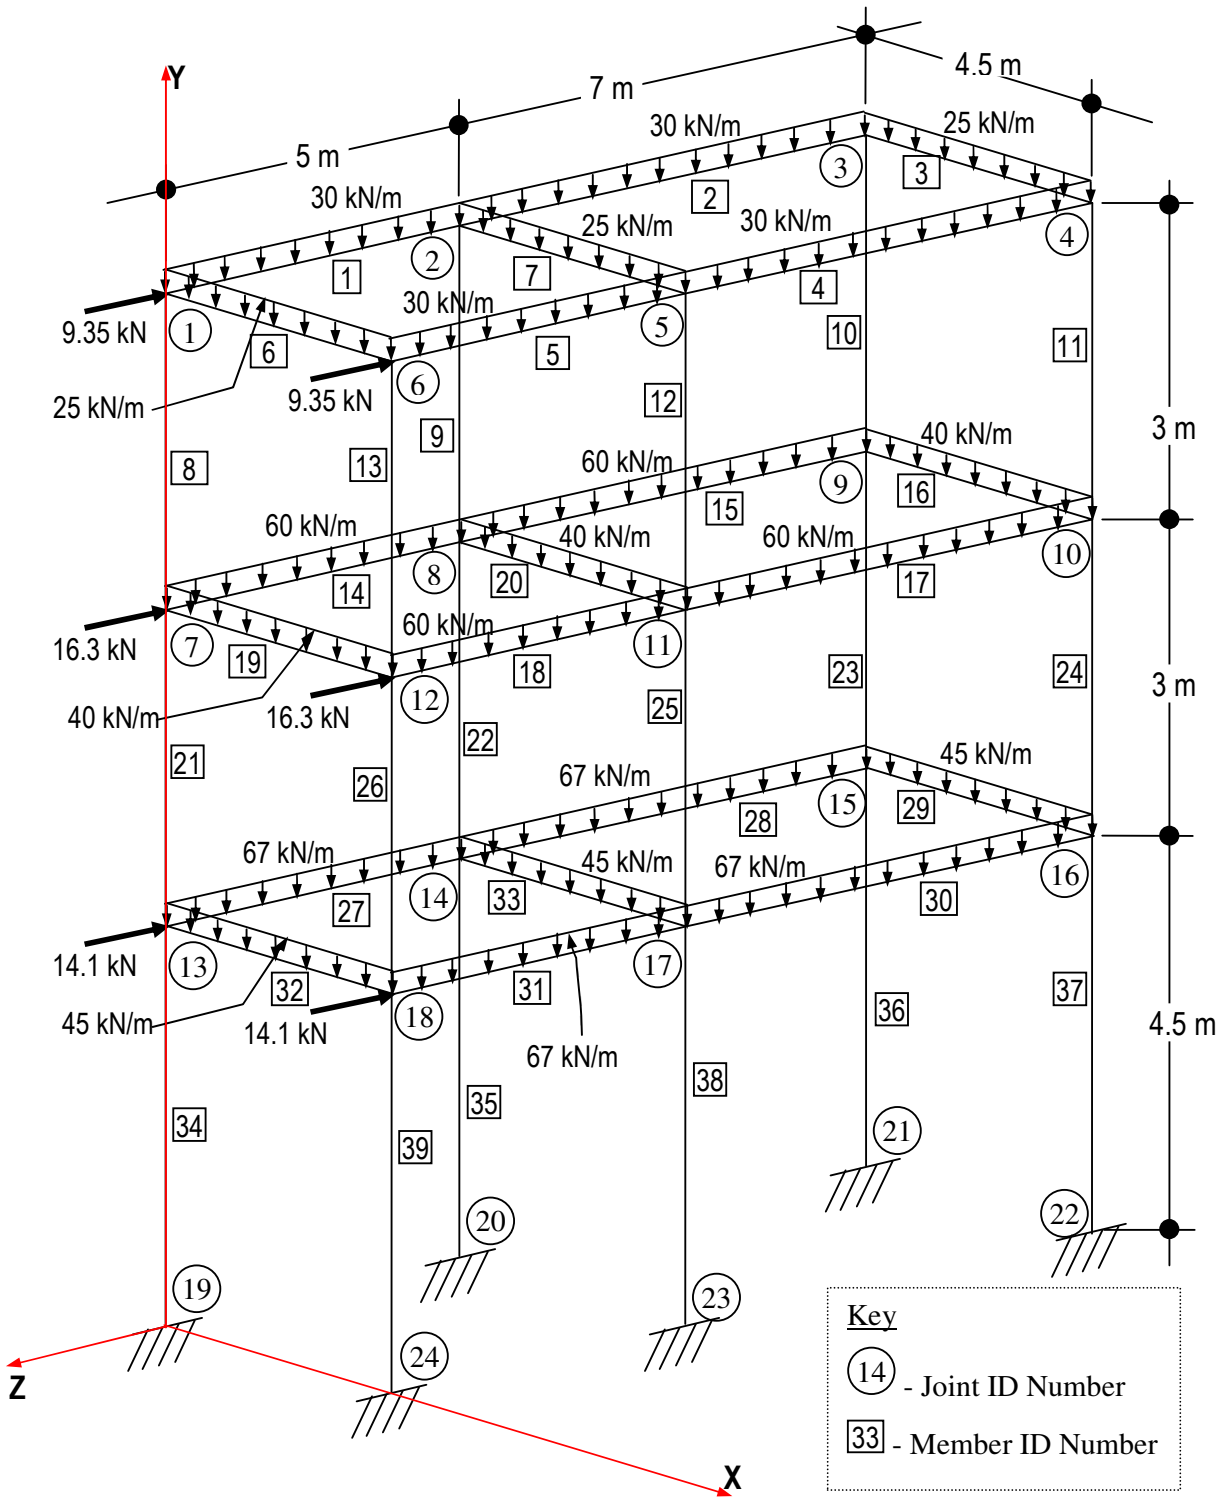 Y
4.5 m
7 m
5 m
30 kN/m
25 kN/m
3
3
2
30 kN/m
25 kN/m
30 kN/m
4
2
7
1
4
9.35 kN
30 kN/m
5
10
11
1
6
5
6
9.35 kN
12
25 kN/m
9
3 m
8
13
40 kN/m
60 kN/m
9
16
15
60 kN/m
40 kN/m
60 kN/m
10
8
20
17
14
60 kN/m
11
16.3 kN
7
19
18
23
24
3 m
12
16.3 kN
25
40 kN/m
22
21
26
67 kN/m
45 kN/m
15
29
28
67 kN/m
45 kN/m
67 kN/m
16
14
33
30
27
14.1 kN
13
17
32
31
18
37
36
45 kN/m
14.1 kN
4.5 m
67 kN/m
38
35
34
39
21
20
22
19
23
24
Z
X
Key
14 - Joint ID Number
33 - Member ID Number